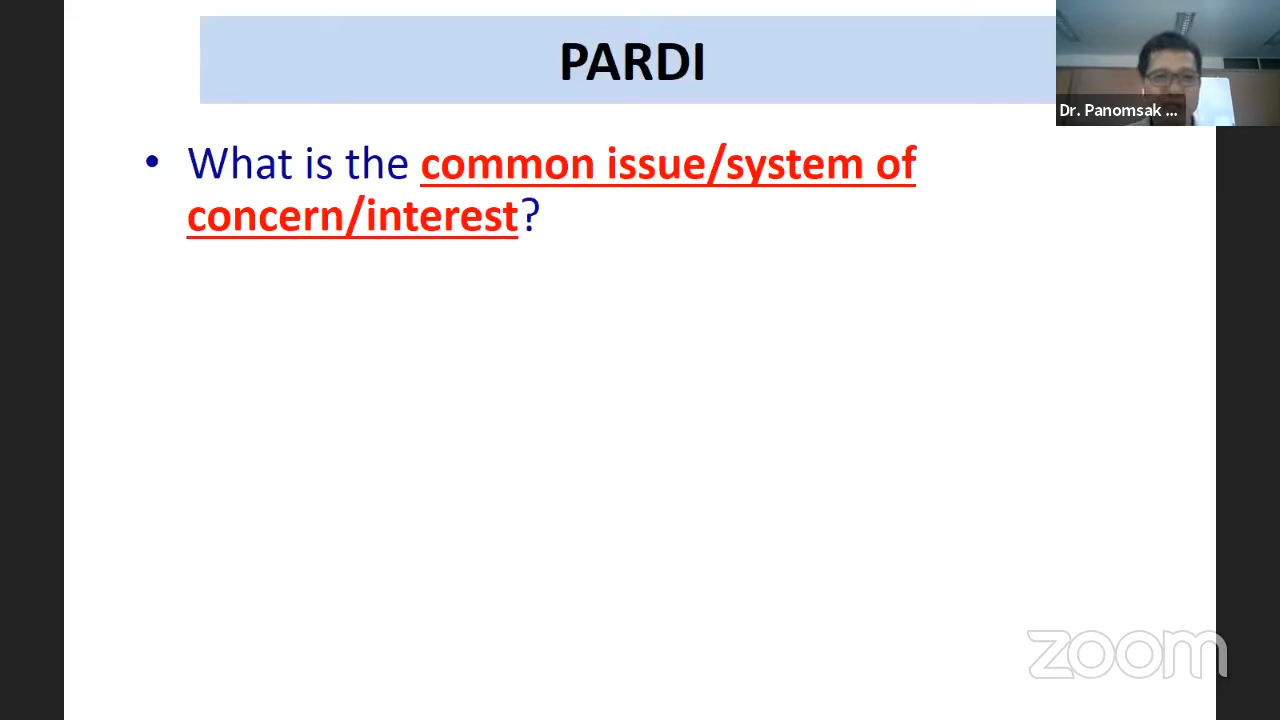 PARDI
Dr. Panomsak ...
• What is the common issue/system of
concern/interest?
zoom